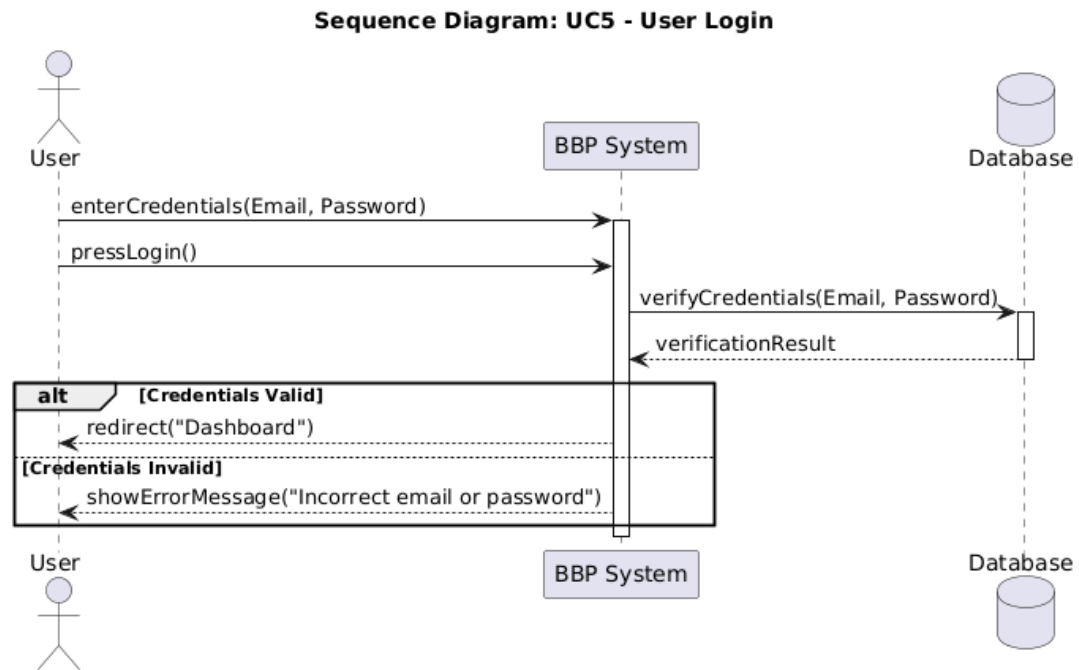 Sequence Diagram: UC5 - User Login
User
BBP System
Database
enterCredentials(Email, Password)
pressLogin()
verifyCredentials(Email, Password)
verificationResult
alt [Credentials Valid]
redirect("Dashboard")
[Credentials Invalid]
showErrorMessage("Incorrect email or password")
User
BBP System
Database